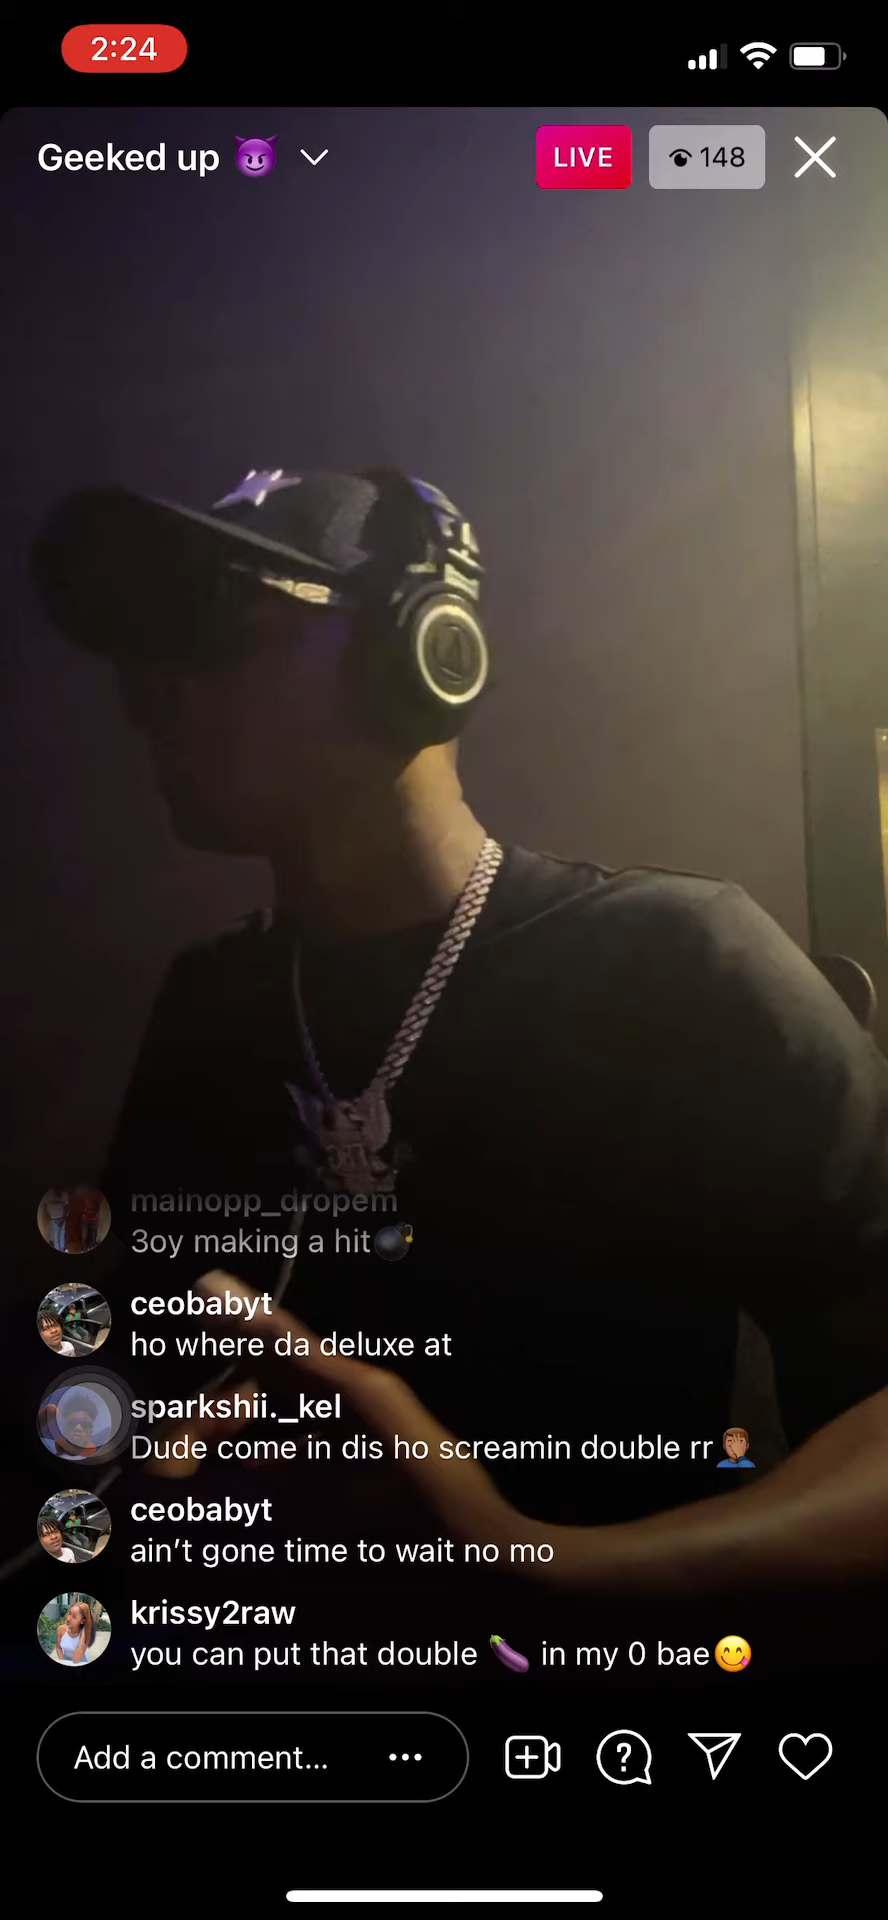 2:24
Geeked up 😈
LIVE
148
mainopp_dropem
3oy making a hit💣
ceobabyt
ho where da deluxe at
sparkshii._kel
Dude come in dis ho screamin double rr🤦🏽‍♂️
ceobabyt
ain’t gone time to wait no mo
krissy2raw
you can put that double 🍆 in my 0 bae😋
Add a comment...